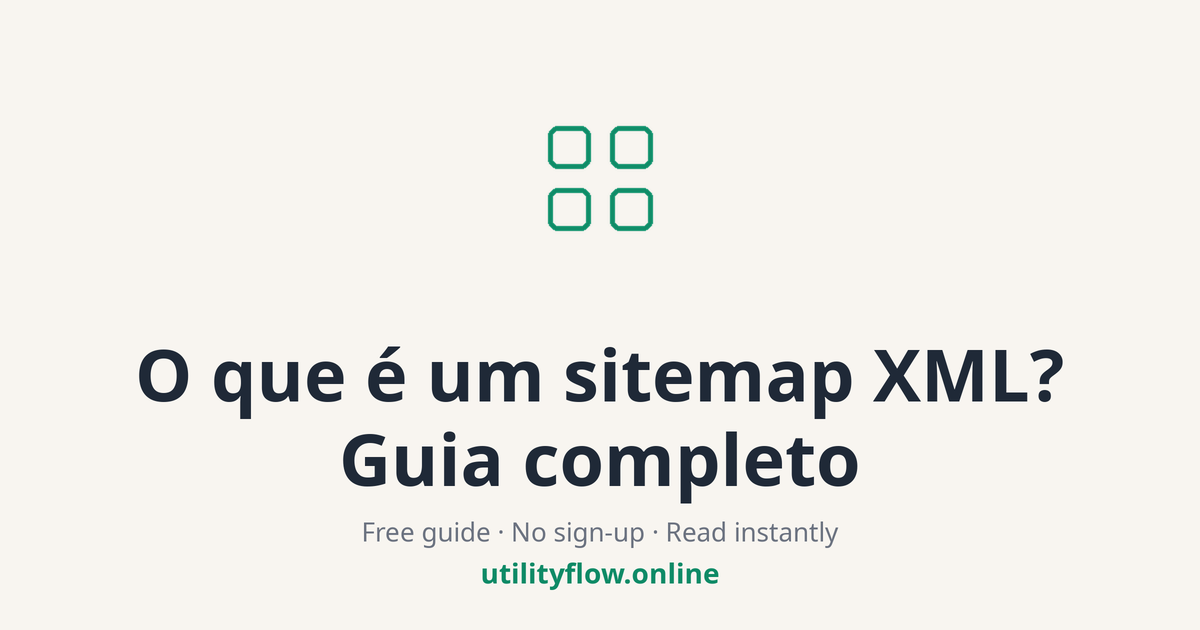 O que é um sitemap XML?
Guia completo
Free guide · No sign-up · Read instantly
utilityflow.online